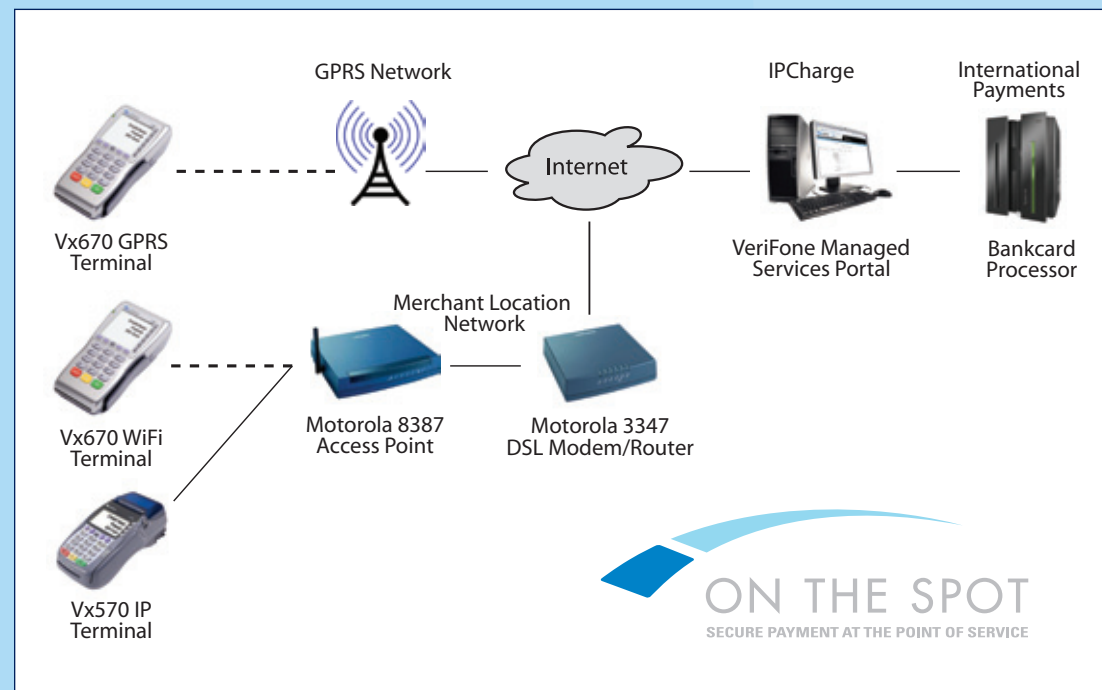 GPRS Network
IPCharge
International
Payments
Internet
Vx670 GPRS
Terminal
VeriFone Managed
Services Portal
Bankcard
Processor
Merchant Location
Network
Vx670 WiFi
Terminal
Motorola 8387
Access Point
Motorola 3347
DSL Modem/Router
Vx570 IP
Terminal
ON THE SPOT
SECURE PAYMENT AT THE POINT OF SERVICE